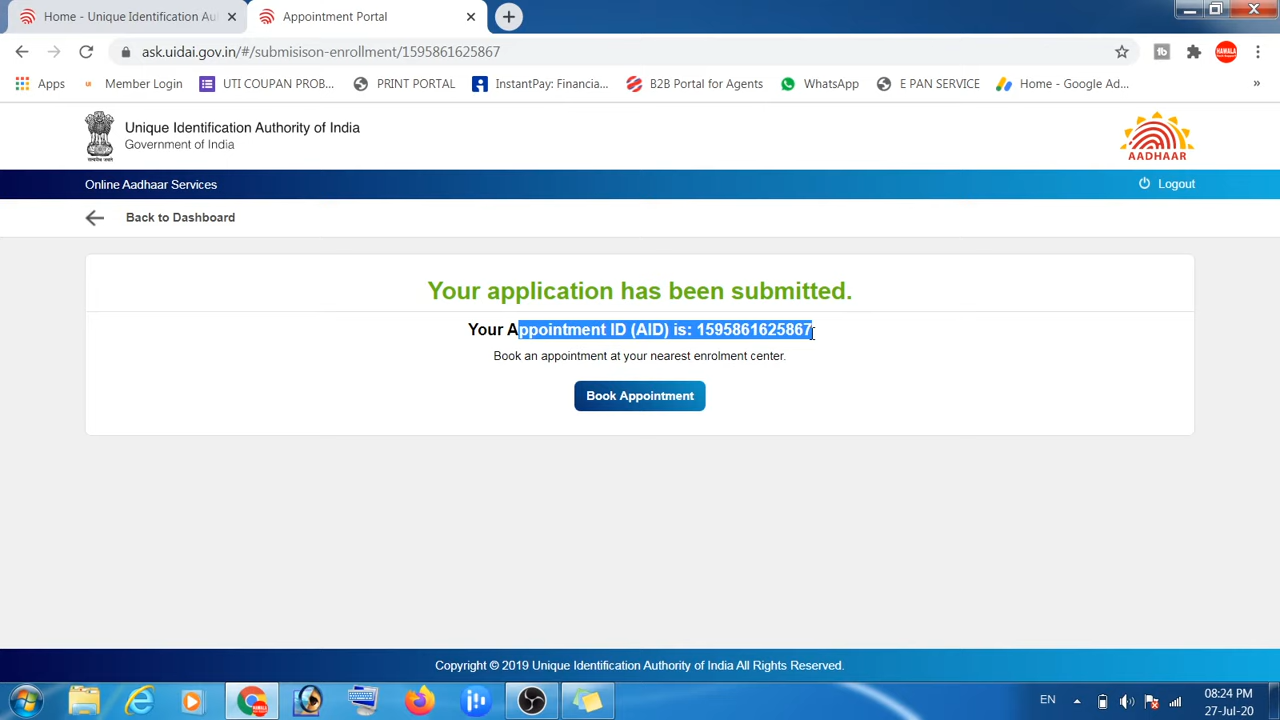 Home - Unique Identification Au
Appointment Portal
ask.uidai.gov.in/#/submisison-enrollment/1595861625867
Apps
Member Login
UTI COUPAN PROB...
PRINT PORTAL
InstantPay: Financia...
B2B Portal for Agents
WhatsApp
E PAN SERVICE
Home - Google Ad...
»
Unique Identification Authority of India
Government of India
AADHAAR
Online Aadhaar Services
Logout
Back to Dashboard
Your application has been submitted.
Your Appointment ID (AID) is: 1595861625867
Book an appointment at your nearest enrolment center.
Book Appointment
Copyright © 2019 Unique Identification Authority of India All Rights Reserved.
EN
08:24 PM
27-Jul-20